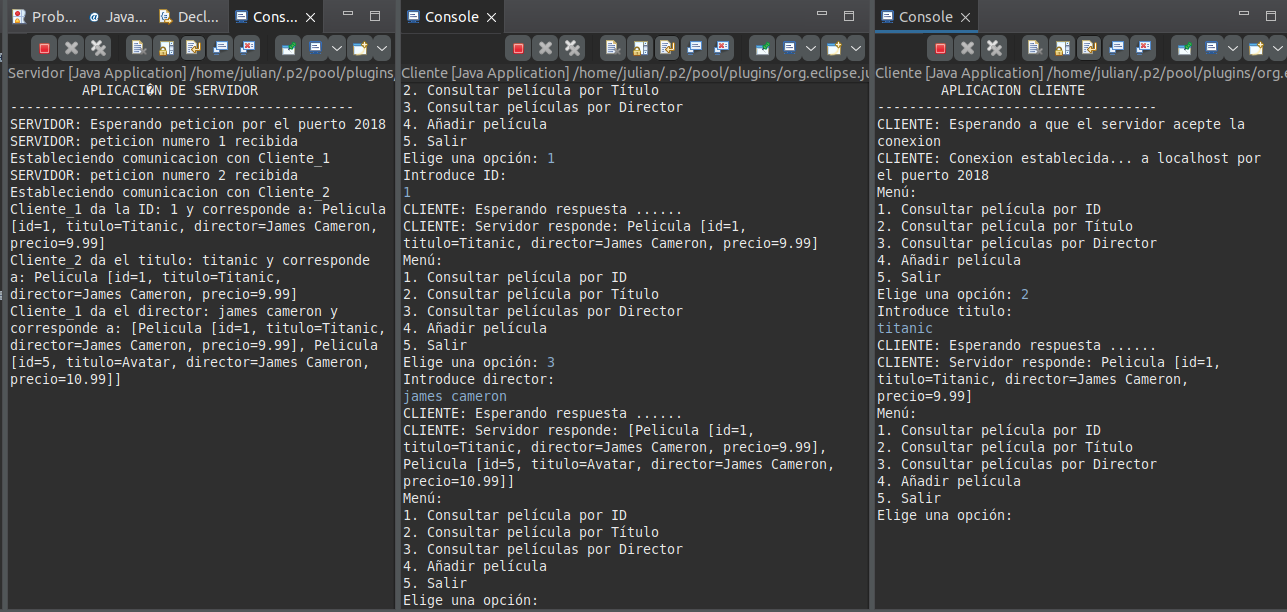 Prob...
Java...
Decl...
Cons...
Servidor [Java Application] /home/julian/.p2/pool/plugins,
APLICACI�N DE SERVIDOR
-------------------------------------------
SERVIDOR: Esperando peticion por el puerto 2018
SERVIDOR: peticion numero 1 recibida
Estableciendo comunicacion con Cliente_1
SERVIDOR: peticion numero 2 recibida
Estableciendo comunicacion con Cliente_2
Cliente_1 da la ID: 1 y corresponde a: Pelicula
[id=1, titulo=Titanic, director=James Cameron,
precio=9.99]
Cliente_2 da el titulo: titanic y corresponde
a: Pelicula [id=1, titulo=Titanic,
director=James Cameron, precio=9.99]
Cliente_1 da el director: james cameron y
corresponde a: [Pelicula [id=1, titulo=Titanic,
director=James Cameron, precio=9.99], Pelicula
[id=5, titulo=Avatar, director=James Cameron,
precio=10.99]]
Console
Cliente [Java Application] /home/julian/.p2/pool/plugins/org.eclipse.ju
2. Consultar película por Título
3. Consultar películas por Director
4. Añadir película
5. Salir
Elige una opción: 1
Introduce ID:
1
CLIENTE: Esperando respuesta ......
CLIENTE: Servidor responde: Pelicula [id=1,
titulo=Titanic, director=James Cameron, precio=9.99]
Menú:
1. Consultar película por ID
2. Consultar película por Título
3. Consultar películas por Director
4. Añadir película
5. Salir
Elige una opción: 3
Introduce director:
james cameron
CLIENTE: Esperando respuesta ......
CLIENTE: Servidor responde: [Pelicula [id=1,
titulo=Titanic, director=James Cameron, precio=9.99],
Pelicula [id=5, titulo=Avatar, director=James Cameron,
precio=10.99]]
Menú:
1. Consultar película por ID
2. Consultar película por Título
3. Consultar películas por Director
4. Añadir película
5. Salir
Elige una opción:
Console
Cliente [Java Application] /home/julian/.p2/pool/plugins/org.e
APLICACION CLIENTE
-----------------------------------
CLIENTE: Esperando a que el servidor acepte la
conexion
CLIENTE: Conexion establecida... a localhost por
el puerto 2018
Menú:
1. Consultar película por ID
2. Consultar película por Título
3. Consultar películas por Director
4. Añadir película
5. Salir
Elige una opción: 2
Introduce titulo:
titanic
CLIENTE: Esperando respuesta ......
CLIENTE: Servidor responde: Pelicula [id=1,
titulo=Titanic, director=James Cameron,
precio=9.99]
Menú:
1. Consultar película por ID
2. Consultar película por Título
3. Consultar películas por Director
4. Añadir película
5. Salir
Elige una opción: